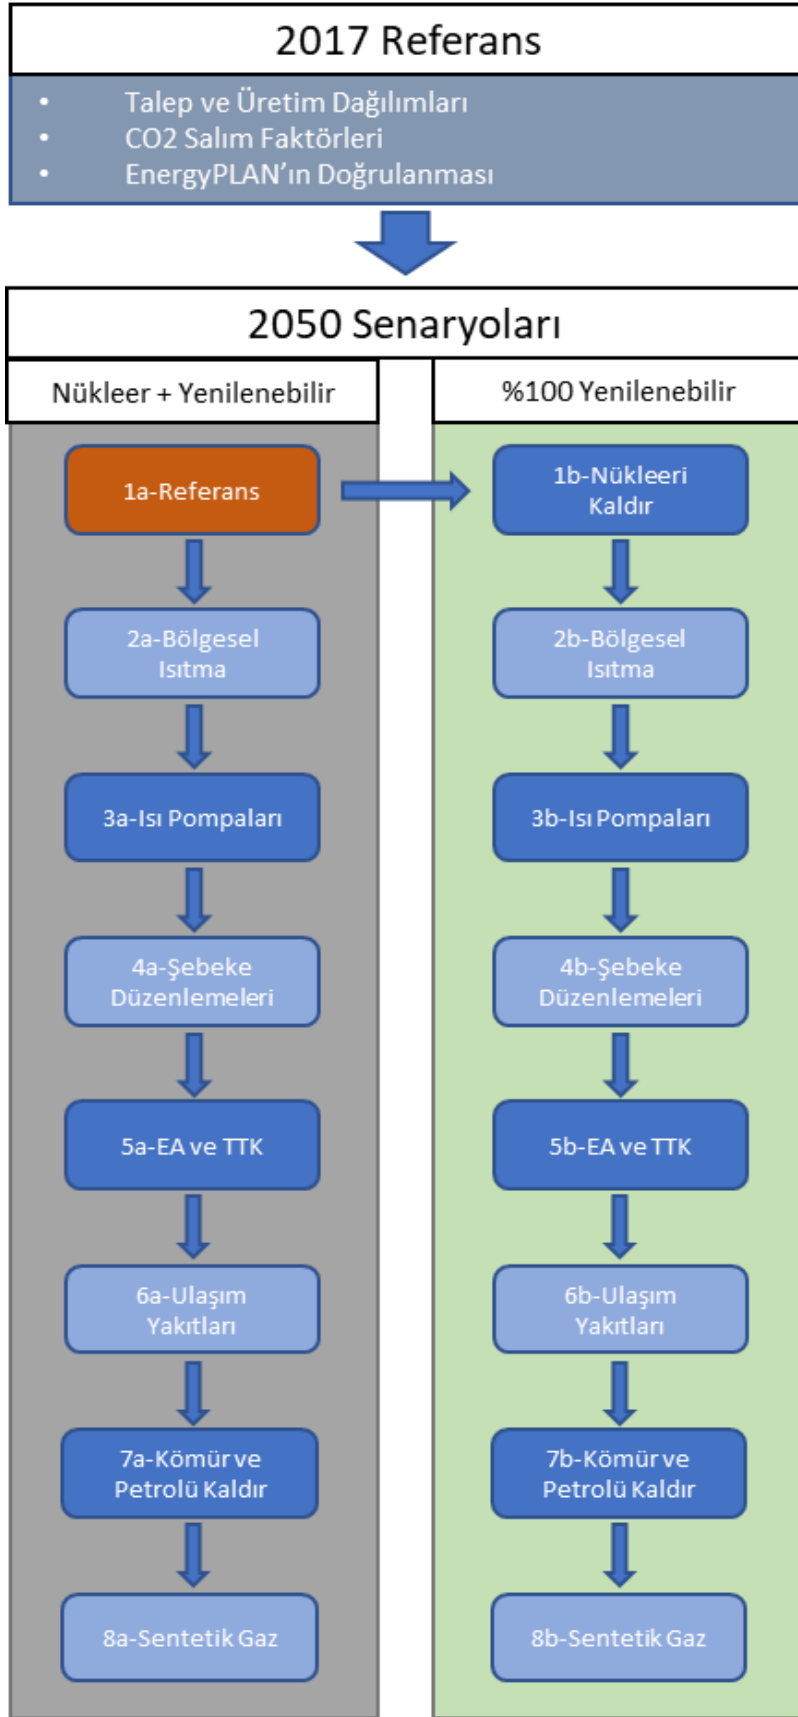 2017 Referans
• Talep ve Üretim Dağılımları
• CO2 Salım Faktörleri
• EnergyPLAN’ın Doğrulanması
2050 Senaryoları
Nükleer + Yenilenebilir
%100 Yenilenebilir
1a-Referans
1b-Nükleeri
Kaldır
2a-Bölgesel
Isıtma
2b-Bölgesel
Isıtma
3a-Isı Pompaları
3b-Isı Pompaları
4a-Şebeke
Düzenlemeleri
4b-Şebeke
Düzenlemeleri
5a-EA ve TTK
5b-EA ve TTK
6a-Ulaşım
Yakıtları
6b-Ulaşım
Yakıtları
7a-Kömür ve
Petrolü Kaldır
7b-Kömür ve
Petrolü Kaldır
8a-Sentetik Gaz
8b-Sentetik Gaz